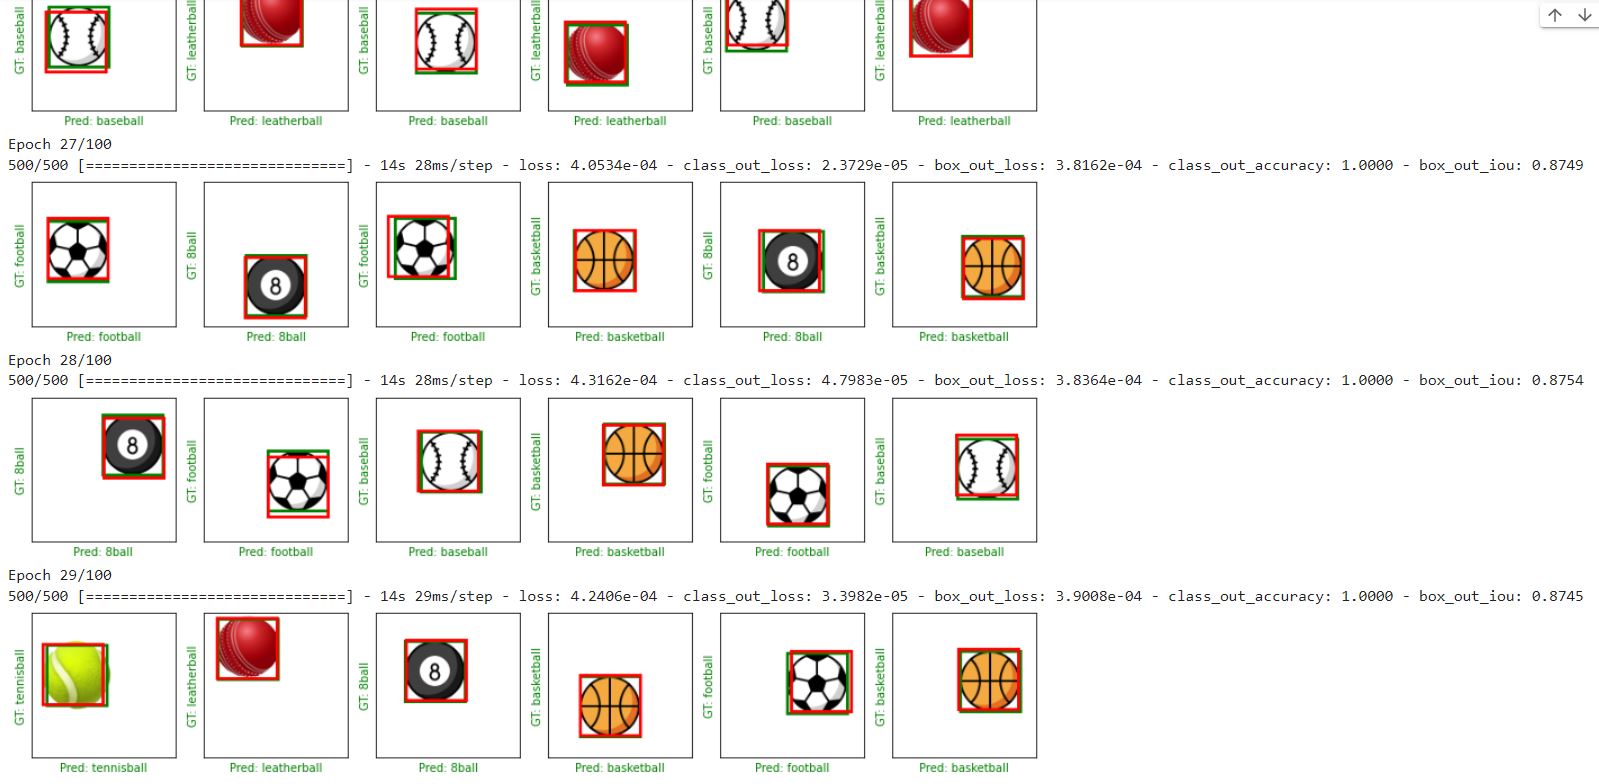 GT: baseball GT: leatherball GT: baseball GT: leatherball GT: baseball GT: leatherball
Pred: baseball Pred: leatherball Pred: baseball Pred: leatherball Pred: baseball Pred: leatherball
Epoch 27/100
500/500 [==============================] - 14s 28ms/step - loss: 4.0534e-04 - class_out_loss: 2.3729e-05 - box_out_loss: 3.8162e-04 - class_out_accuracy: 1.0000 - box_out_iou: 0.8749
GT: football GT: 8ball GT: football GT: basketball GT: 8ball GT: basketball
8 8
Pred: football Pred: 8ball Pred: football Pred: basketball Pred: 8ball Pred: basketball
Epoch 28/100
500/500 [==============================] - 14s 28ms/step - loss: 4.3162e-04 - class_out_loss: 4.7983e-05 - box_out_loss: 3.8364e-04 - class_out_accuracy: 1.0000 - box_out_iou: 0.8754
GT: 8ball GT: football GT: baseball GT: basketball GT: football GT: baseball
8
Pred: 8ball Pred: football Pred: baseball Pred: basketball Pred: football Pred: baseball
Epoch 29/100
500/500 [==============================] - 14s 29ms/step - loss: 4.2406e-04 - class_out_loss: 3.3982e-05 - box_out_loss: 3.9008e-04 - class_out_accuracy: 1.0000 - box_out_iou: 0.8745
GT: tennisball GT: leatherball GT: 8ball GT: basketball GT: football GT: basketball
8
Pred: tennisball Pred: leatherball Pred: 8ball Pred: basketball Pred: football Pred: basketball